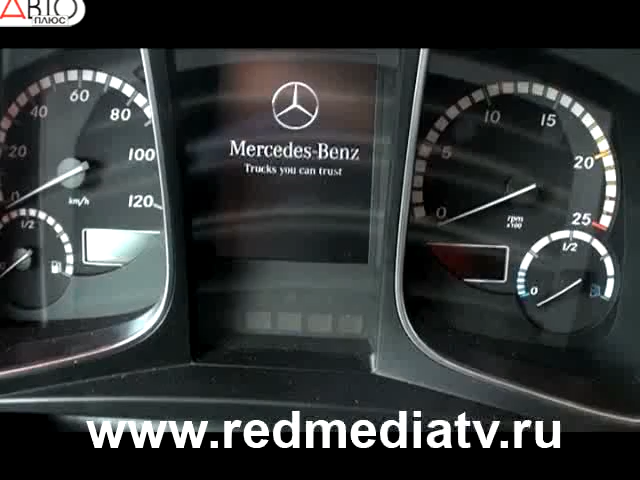 АВТО
ПЛЮС
20
40
60
80
100
120
km/h
0
1/2
Mercedes-Benz
Trucks you can trust
0
5
10
15
20
25
rpm
x100
0
1/2
www.redmediatv.ru